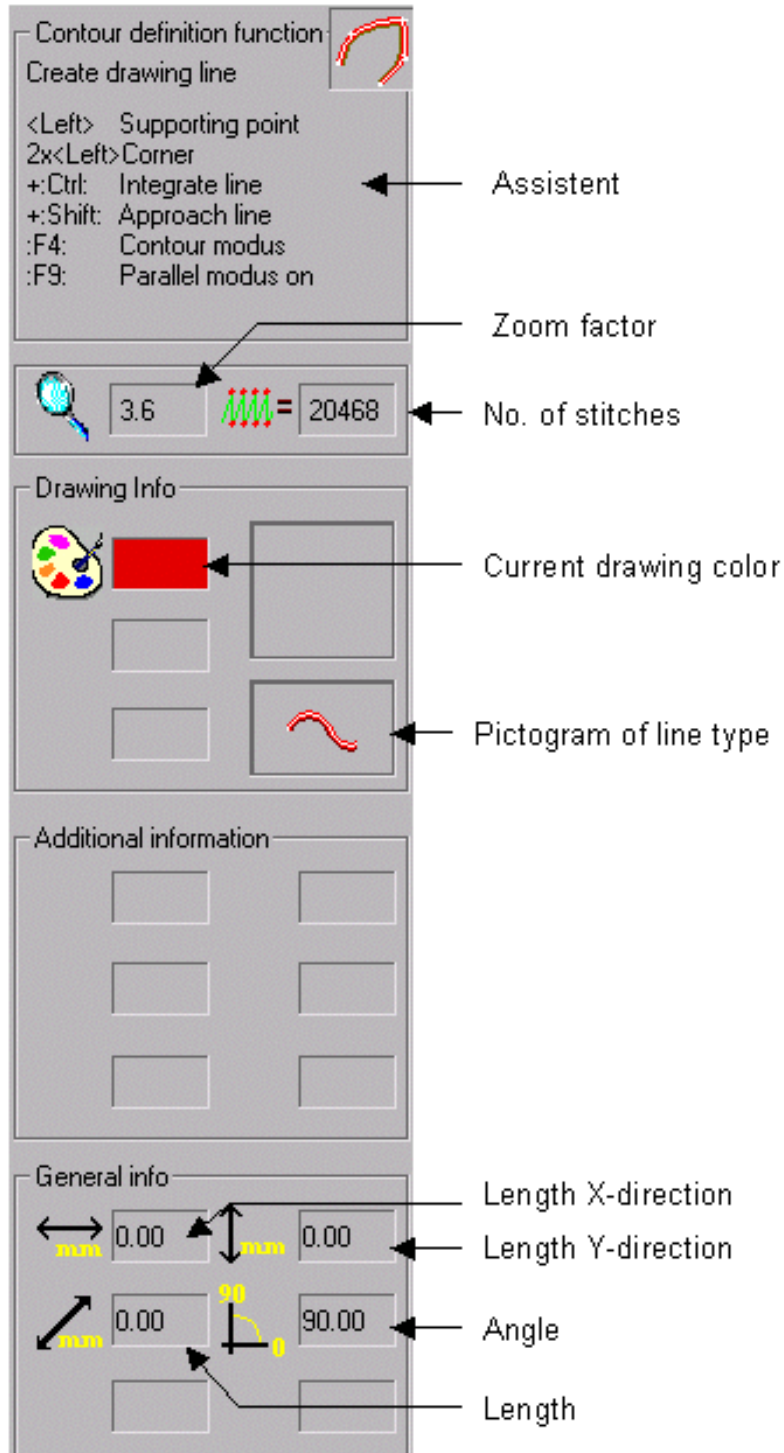 Contour definition function
Create drawing line
<Left> Supporting point
2x<Left>Corner
+:Ctrl: Integrate line
+:Shift: Approach line
:F4: Contour modus
:F9: Parallel modus on
Assistent
Zoom factor
3.6 = 20468
No. of stitches
Drawing Info
Current drawing color
Pictogram of line type
Additional information
General info
Length X-direction
mm 0.00 mm 0.00
Length Y-direction
mm 0.00 90 0 90.00
Angle
Length